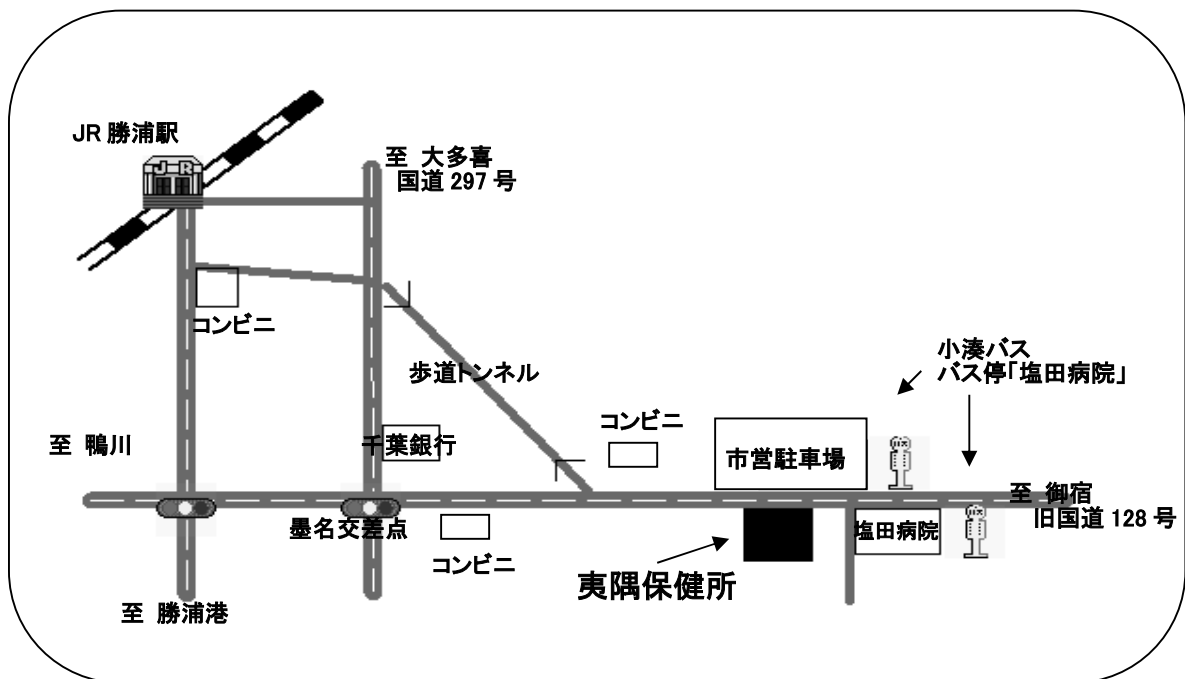 JR 勝浦駅
JR
至 大多喜
国道 297 号
コンビニ
小湊バス
バス停「塩田病院」
歩道トンネル
コンビニ
至 鴨川
千葉銀行
市営駐車場
至 御宿
旧国道 128 号
墨名交差点
塩田病院
コンビニ
夷隅保健所
至 勝浦港